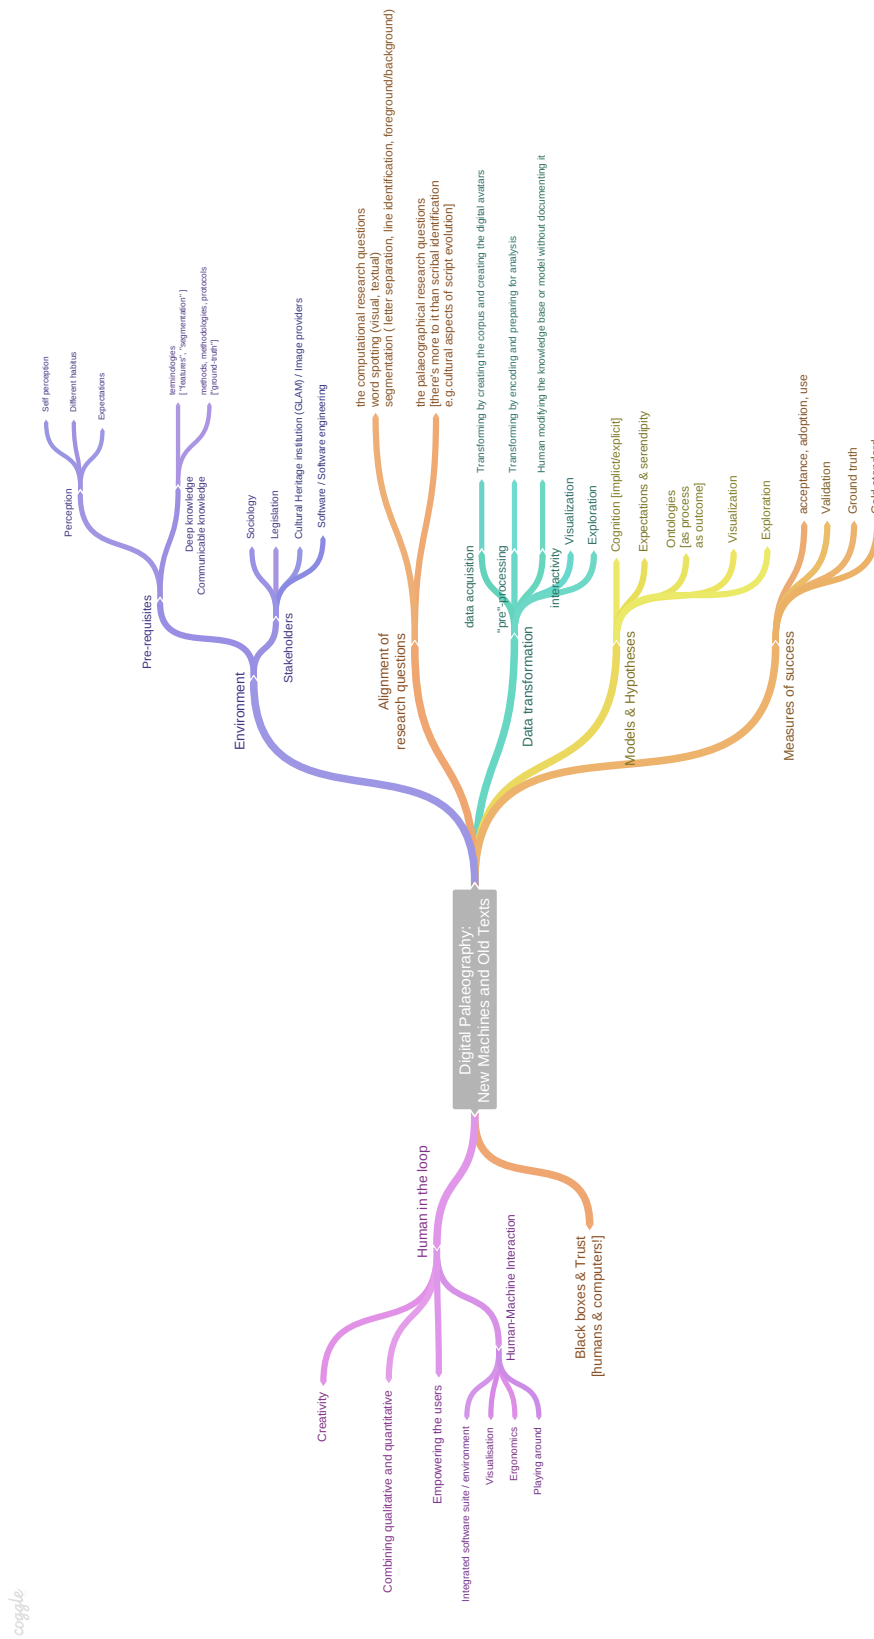 Digital Palaeography:
New Machines and Old Texts
Environment
Pre-requisites
Perception
Self perception
Different habitus
Expectations
Deep knowledge
Communicable knowledge
terminologies
[ "features", "segmentation" ]
methods, methodologies, protocols
["ground-truth"]
Stakeholders
Sociology
Legislation
Cultural Heritage institution (GLAM) / Image providers
Software / Software engineering
Alignment of
research questions
the computational research questions
word spotting (visual, textual)
segmentation ( letter separation, line identification, foreground/background)
the palaeographical research questions
[there's more to it than scribal identification
e.g.cultural aspects of script evolution]
Data transformation
data acquisition
Transforming by creating the corpus and creating the digital avatars
"pre"-processing
Transforming by encoding and preparing for analysis
interactivity
Human modifying the knowledge base or model without documenting it
Visualization
Exploration
Models & Hypotheses
Cognition [implict/explicit]
Expectations & serendipity
Ontologies
[as process
as outcome]
Visualization
Exploration
Measures of success
acceptance, adoption, use
Validation
Ground truth
Human in the loop
Creativity
Combining qualitative and quantitative
Empowering the users
Human-Machine Interaction
Integrated software suite / environment
Visualisation
Ergonomics
Playing around
Black boxes & Trust
[humans & computers!]
coggle